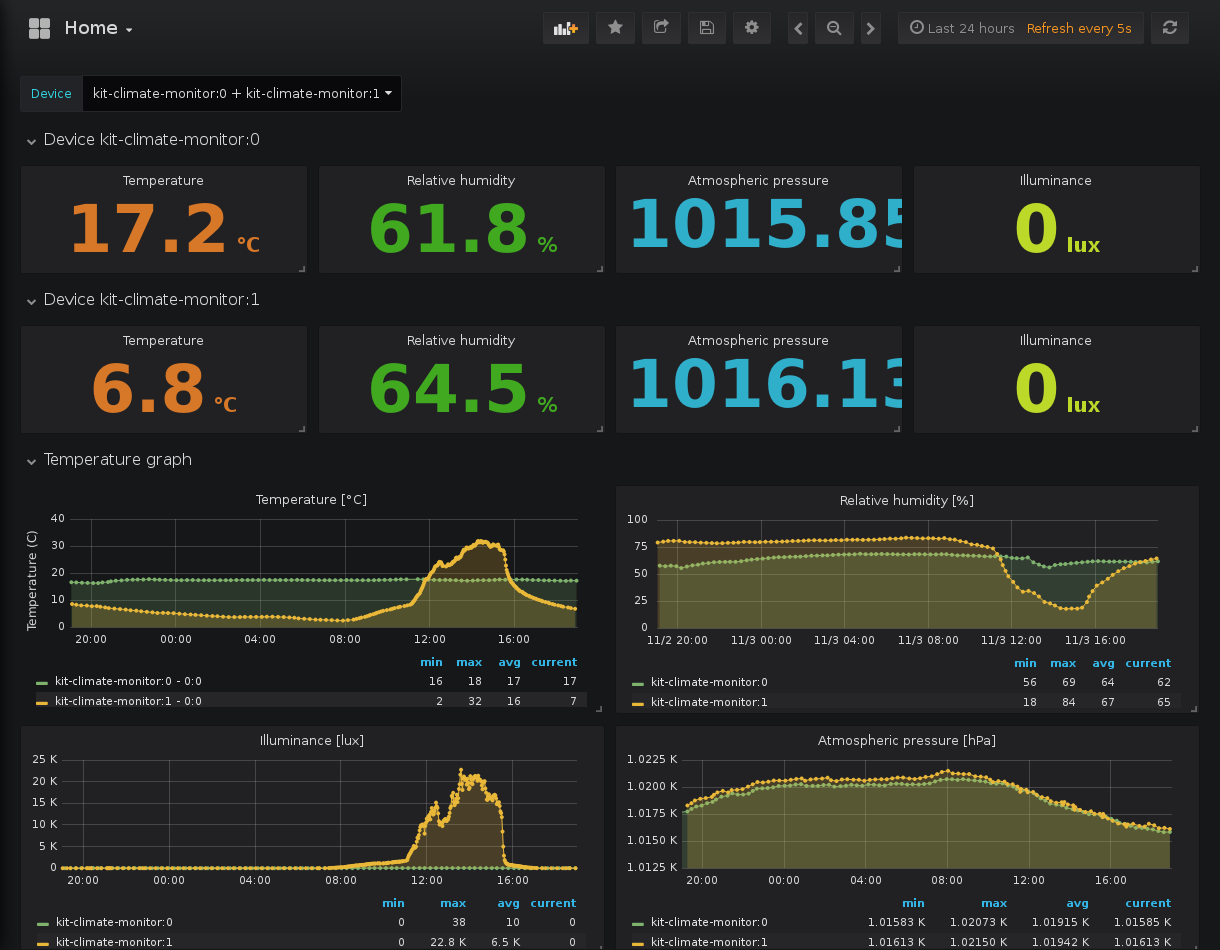 Home
Last 24 hours Refresh every 5s
Device kit-climate-monitor:0 + kit-climate-monitor:1
Device kit-climate-monitor:0
Temperature Relative humidity Atmospheric pressure Illuminance
17.2 °C 61.8 % 1015.85 0 lux
Device kit-climate-monitor:1
Temperature Relative humidity Atmospheric pressure Illuminance
6.8 °C 64.5 % 1016.13 0 lux
Temperature graph
Temperature [°C]
Temperature (C)
40
30
20
10
0
20:00 00:00 04:00 08:00 12:00 16:00
min max avg current
kit-climate-monitor:0 - 0:0 16 18 17 17
kit-climate-monitor:1 - 0:0 2 32 16 7
Relative humidity [%]
100
75
50
25
0
11/2 20:00 11/3 00:00 11/3 04:00 11/3 08:00 11/3 12:00 11/3 16:00
min max avg current
kit-climate-monitor:0 56 69 64 62
kit-climate-monitor:1 18 84 67 65
Illuminance [lux]
25 K
20 K
15 K
10 K
5 K
0
20:00 00:00 04:00 08:00 12:00 16:00
min max avg current
kit-climate-monitor:0 0 38 10 0
kit-climate-monitor:1 0 22.8 K 6.5 K 0
Atmospheric pressure [hPa]
1.0225 K
1.0200 K
1.0175 K
1.0150 K
1.0125 K
20:00 00:00 04:00 08:00 12:00 16:00
min max avg current
kit-climate-monitor:0 1.01583 K 1.02073 K 1.01915 K 1.01585 K
kit-climate-monitor:1 1.01613 K 1.02150 K 1.01942 K 1.01613 K